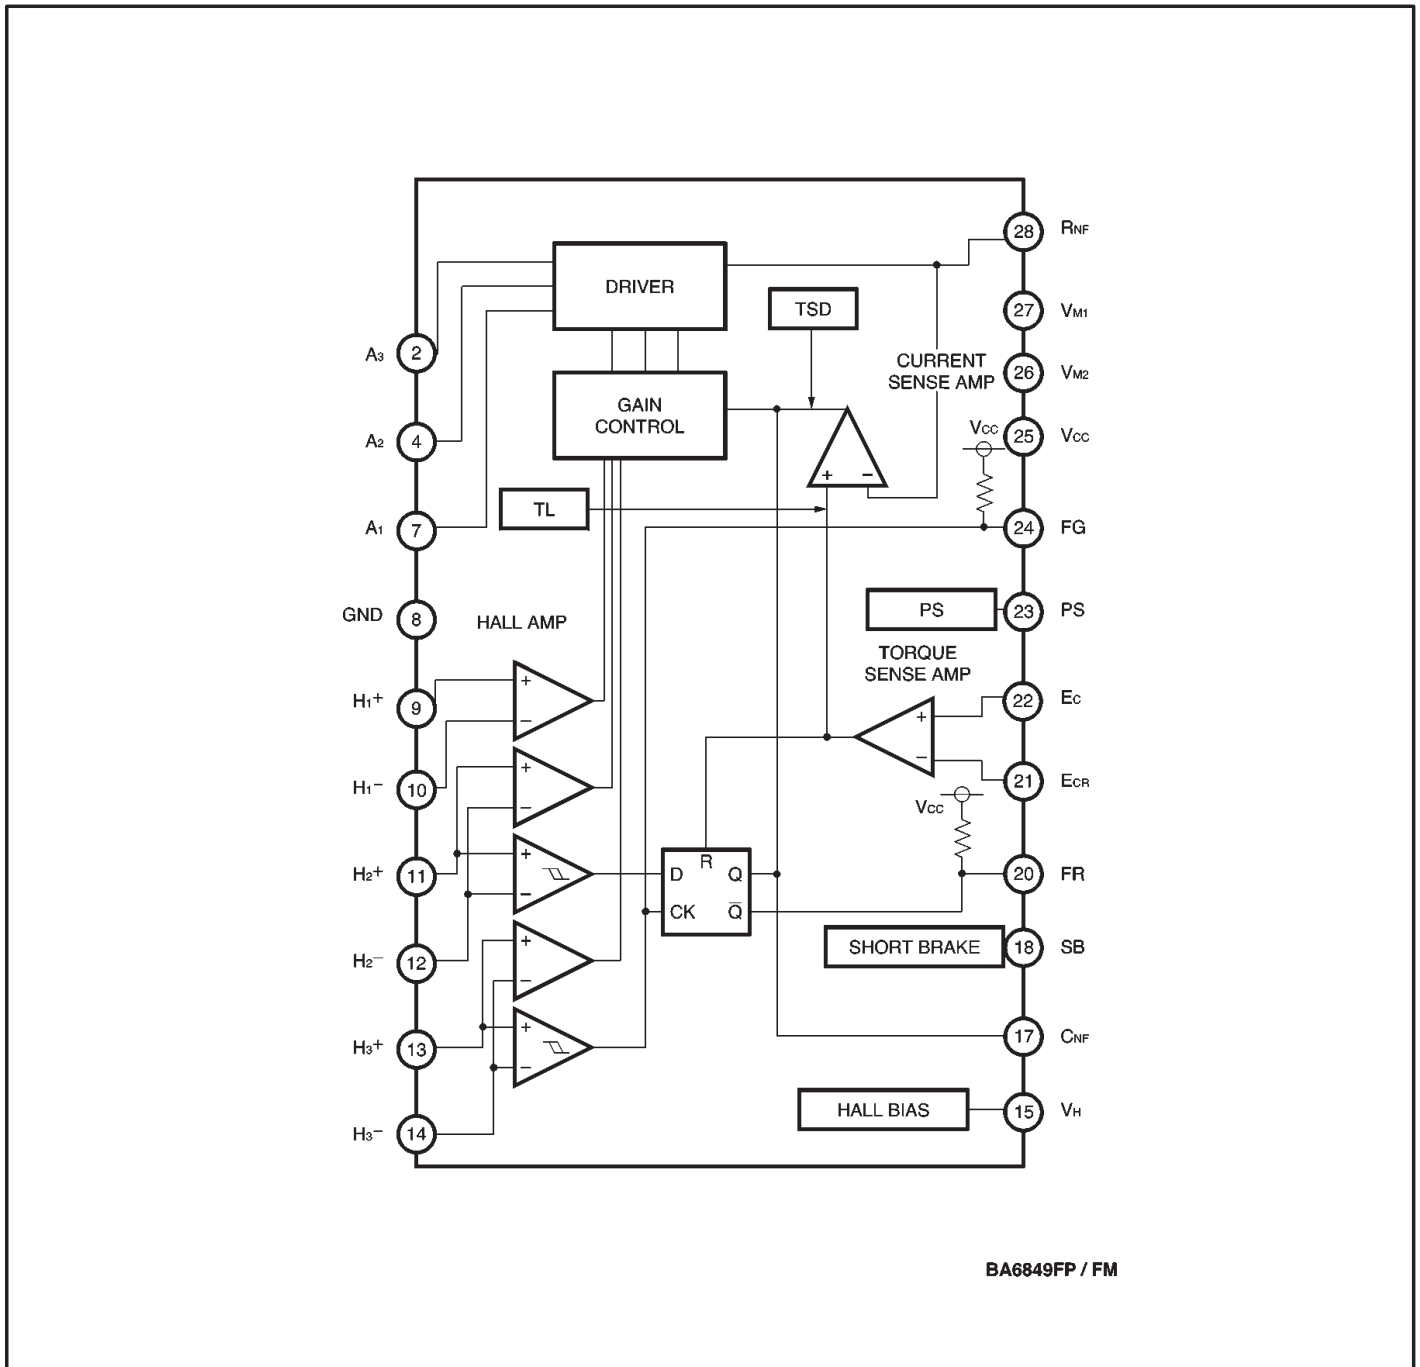 28 RNF
DRIVER
TSD
27 VM1
A3 2
CURRENT
SENSE AMP
26 VM2
GAIN
CONTROL
VCC
25 VCC
A2 4
+ −
TL
A1 7
24 FG
PS
23 PS
GND 8
HALL AMP
TORQUE
SENSE AMP
H1+ 9
+
−
22 EC
+
−
H1− 10
+
−
21 ECR
VCC
H2+ 11
+
−
R
D Q
CK Q̅
20 FR
H2− 12
+
−
SHORT BRAKE
18 SB
H3+ 13
+
−
17 CNF
H3− 14
HALL BIAS
15 VH
BA6849FP / FM